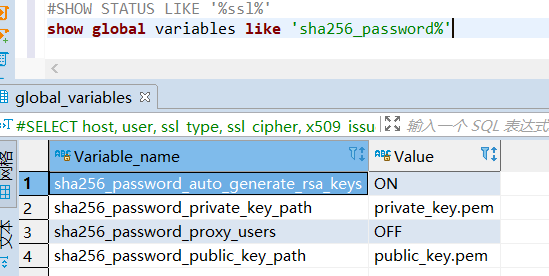 #SHOW STATUS LIKE '%ssl%'
show global variables like 'sha256_password%'
global_variables
#SELECT host, user, ssl_type, ssl_cipher, x509_issu
输入一个 SQL 表达式
网格
文本
Variable_name Value
1 sha256_password_auto_generate_rsa_keys ON
2 sha256_password_private_key_path private_key.pem
3 sha256_password_proxy_users OFF
4 sha256_password_public_key_path public_key.pem